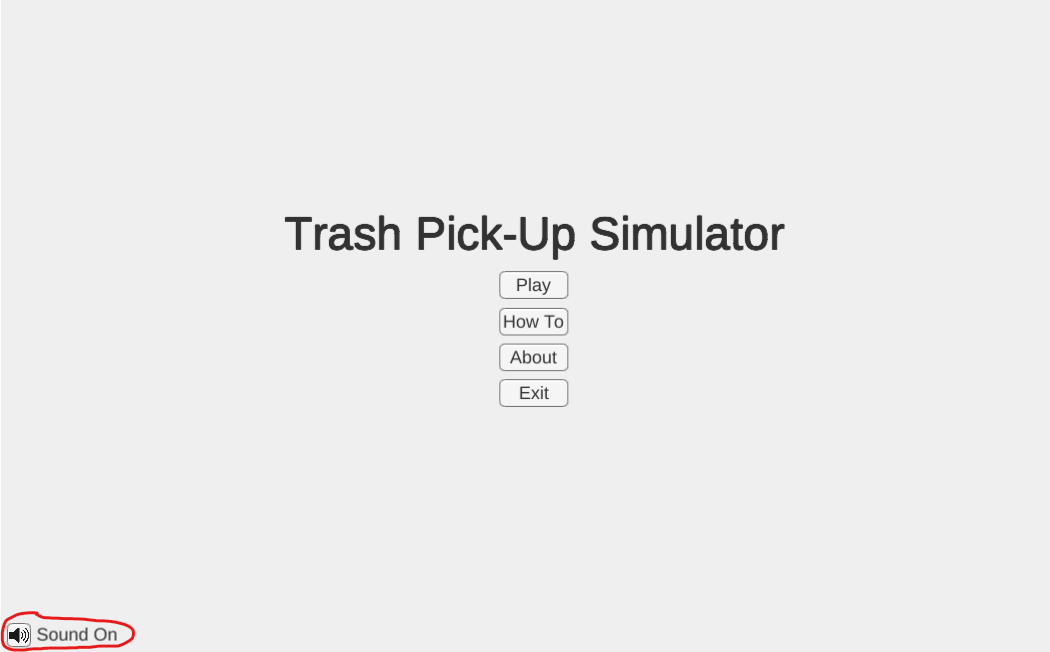 Trash Pick-Up Simulator
Play
How To
About
Exit
Sound On